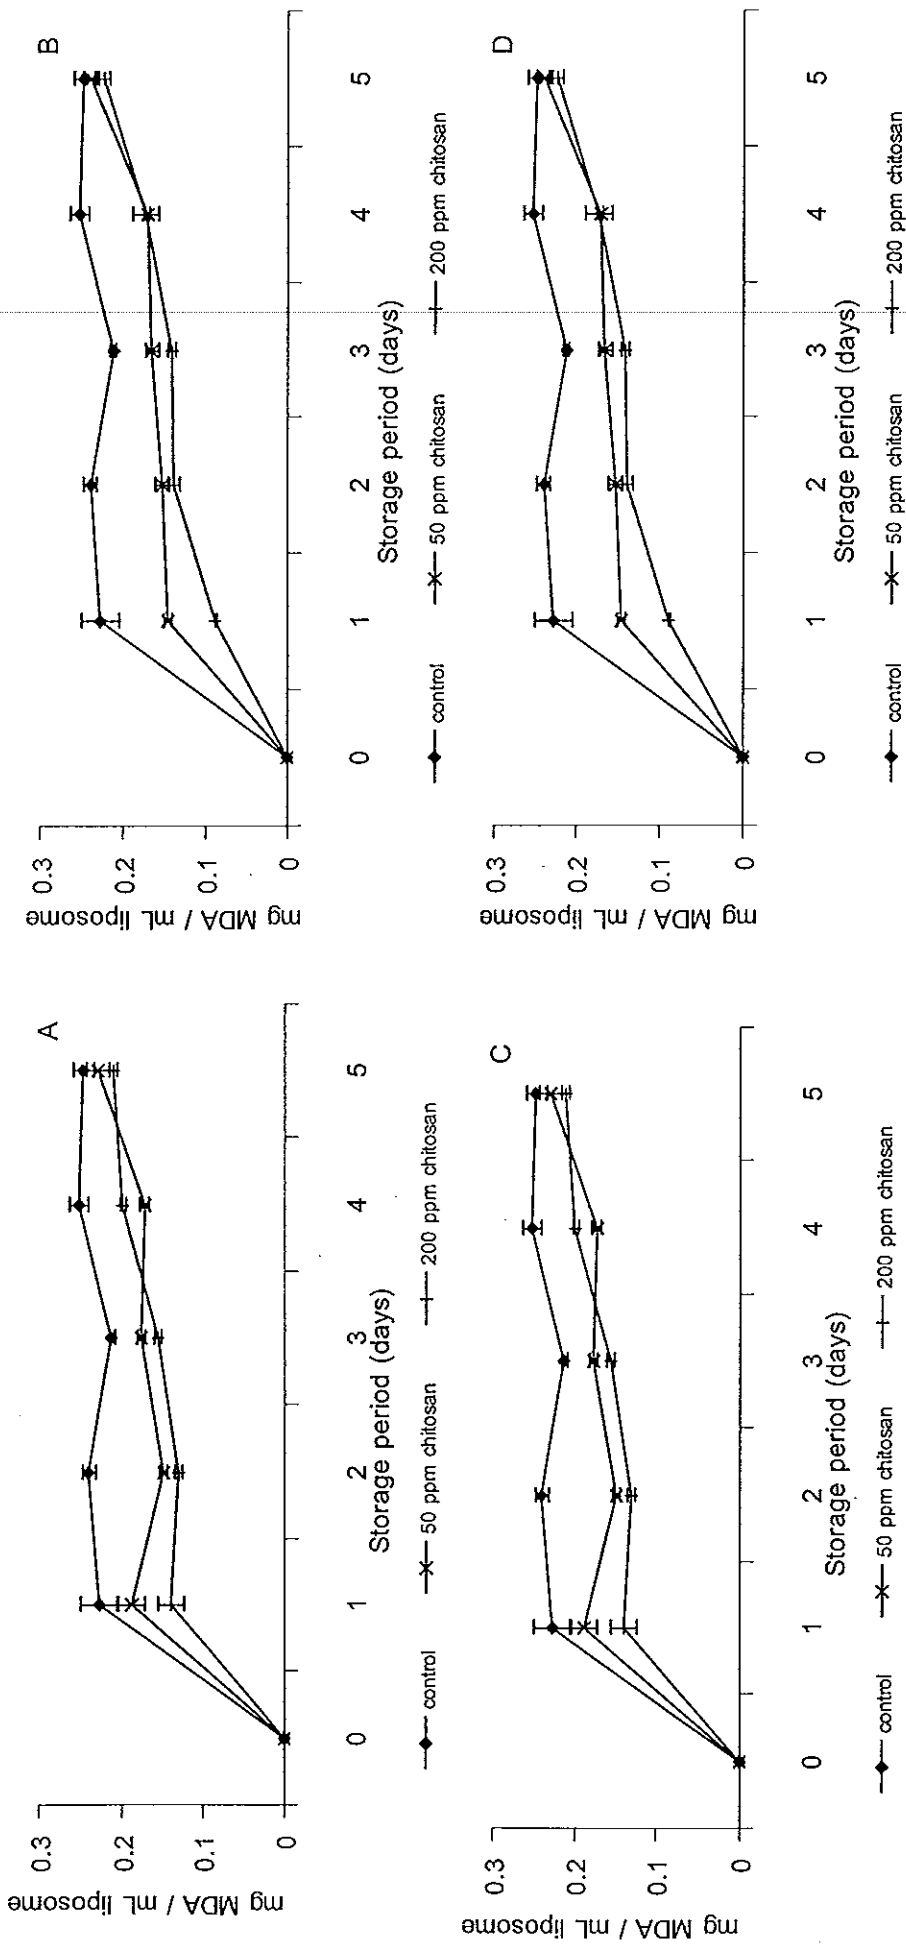 A
mg MDA / mL liposome
0.3
0.2
0.1
0
0 1 2 3 4 5
Storage period (days)
control 50 ppm chitosan 200 ppm chitosan
B
mg MDA / mL liposome
0.3
0.2
0.1
0
0 1 2 3 4 5
Storage period (days)
control 50 ppm chitosan 200 ppm chitosan
C
mg MDA / mL liposome
0.3
0.2
0.1
0
0 1 2 3 4 5
Storage period (days)
control 50 ppm chitosan 200 ppm chitosan
D
mg MDA / mL liposome
0.3
0.2
0.1
0
0 1 2 3 4 5
Storage period (days)
control 50 ppm chitosan 200 ppm chitosan